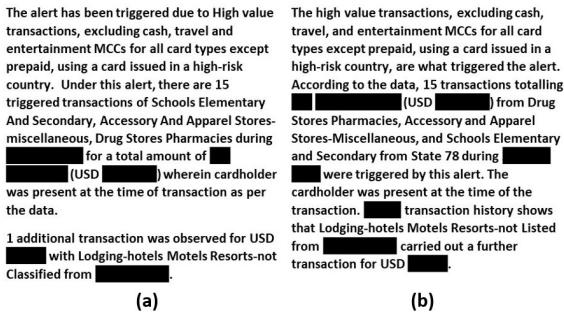 The alert has been triggered due to High value
transactions, excluding cash, travel and
entertainment MCCs for all card types except
prepaid, using a card issued in a high-risk
country.  Under this alert, there are 15
triggered transactions of Schools Elementary
And Secondary, Accessory And Apparel Stores-
miscellaneous, Drug Stores Pharmacies during
for a total amount of
(USD ) wherein cardholder
was present at the time of transaction as per
the data.
1 additional transaction was observed for USD
with Lodging-hotels Motels Resorts-not
Classified from .
(a)
The high value transactions, excluding cash,
travel, and entertainment MCCs for all card
types except prepaid, using a card issued in a
high-risk country, are what triggered the alert.
According to the data, 15 transactions totalling
(USD ) from Drug
Stores Pharmacies, Accessory and Apparel
Stores-Miscellaneous, and Schools Elementary
and Secondary from State 78 during
were triggered by this alert. The
cardholder was present at the time of the
transaction. transaction history shows
that Lodging-hotels Motels Resorts-not Listed
from carried out a further
transaction for USD .
(b)